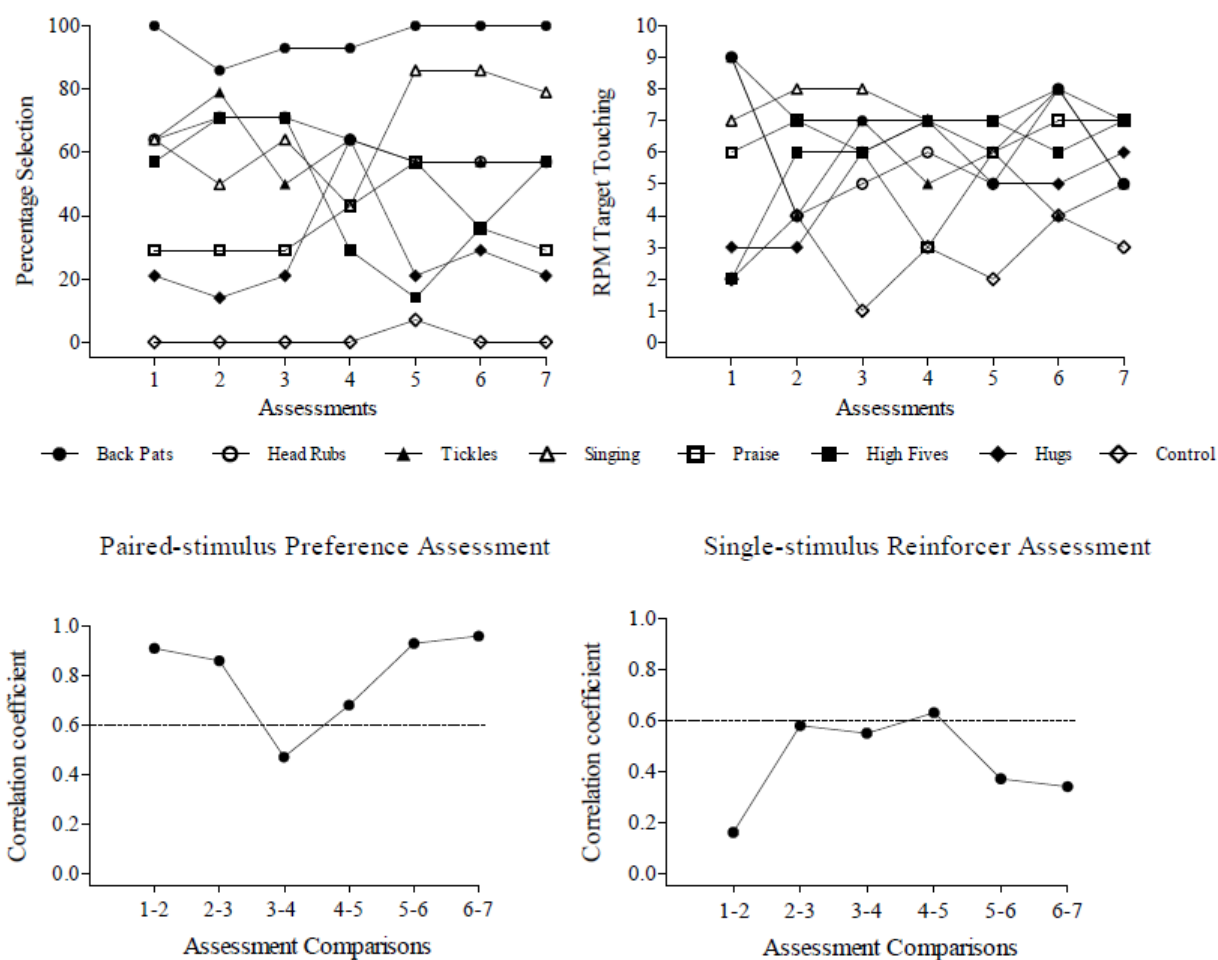 Percentage Selection
100
80
60
40
20
0
1 2 3 4 5 6 7
Assessments
RPM Target Touching
10
9
8
7
6
5
4
3
2
1
0
1 2 3 4 5 6 7
Assessments
Back Pats Head Rubs Tickles Singing Praise High Fives Hugs Control
Paired-stimulus Preference Assessment
Single-stimulus Reinforcer Assessment
Correlation coefficient
1.0
0.8
0.6
0.4
0.2
0.0
1-2 2-3 3-4 4-5 5-6 6-7
Assessment Comparisons
Correlation coefficient
1.0
0.8
0.6
0.4
0.2
0.0
1-2 2-3 3-4 4-5 5-6 6-7
Assessment Comparisons